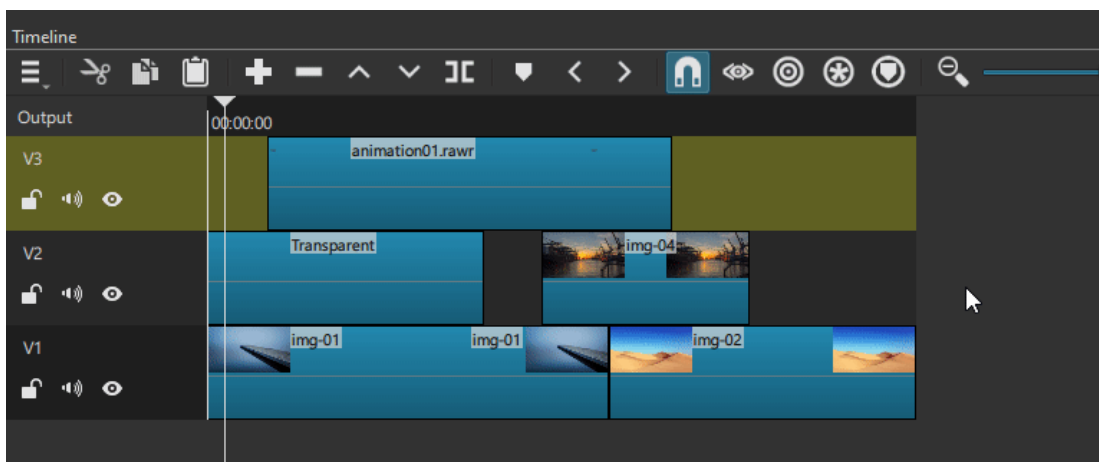 Timeline
Output 00:00:00
V3 animation01.rawr
V2 Transparent img-04
V1 img-01 img-01 img-02